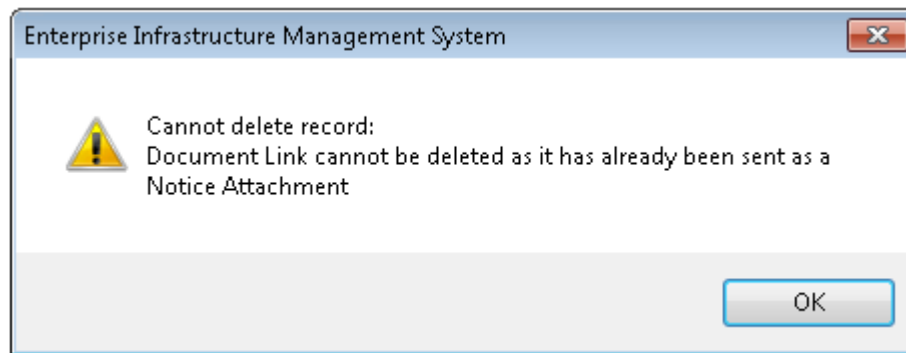 Enterprise Infrastructure Management System
Cannot delete record:
Document Link cannot be deleted as it has already been sent as a
Notice Attachment
OK